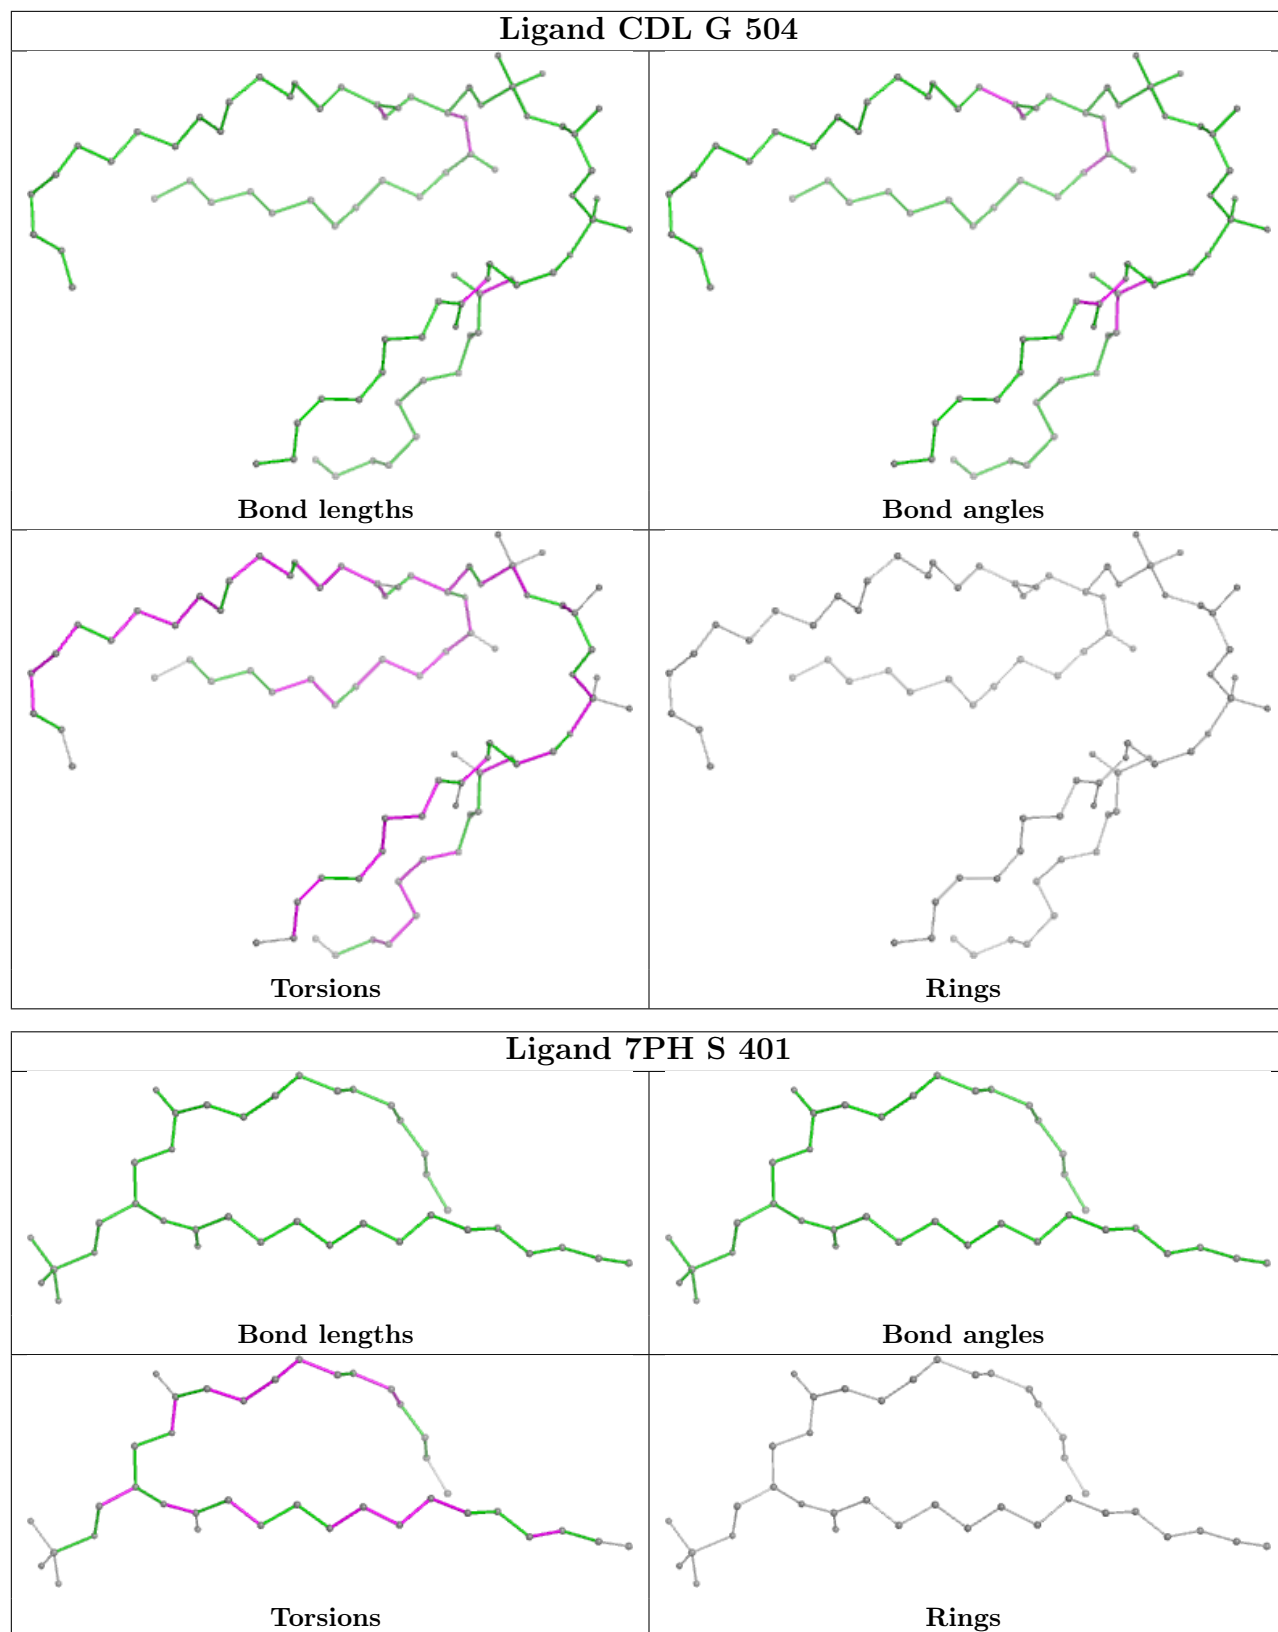 Ligand CDL G 504
Bond lengths
Bond angles
Torsions
Rings
Ligand 7PH S 401
Bond lengths
Bond angles
Torsions
Rings